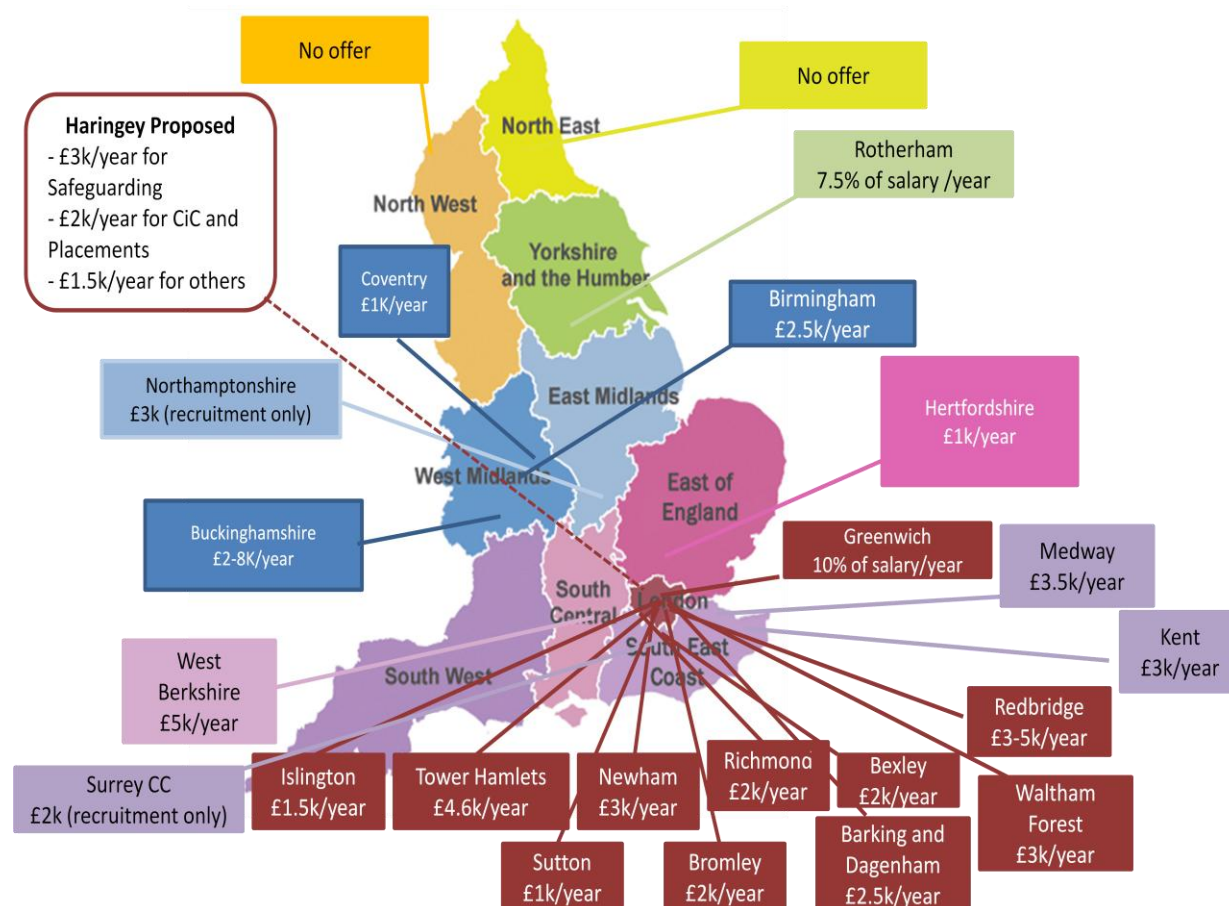 No offer
No offer
Haringey Proposed
- £3k/year for
Safeguarding
- £2k/year for CiC and
Placements
- £1.5k/year for others
North East
Rotherham
7.5% of salary /year
North West
Yorkshire
and the Humber
Coventry
£1K/year
Birmingham
£2.5k/year
Northamptonshire
£3k (recruitment only)
East Midlands
Hertfordshire
£1k/year
West Midlands
East of
England
Buckinghamshire
£2-8K/year
Greenwich
10% of salary/year
Medway
£3.5k/year
South
Central
London
South East
Coast
South West
Kent
£3k/year
West
Berkshire
£5k/year
Redbridge
£3-5k/year
Surrey CC
£2k (recruitment only)
Islington
£1.5k/year
Tower Hamlets
£4.6k/year
Newham
£3k/year
Richmond
£2k/year
Bexley
£2k/year
Waltham
Forest
£3k/year
Sutton
£1k/year
Bromley
£2k/year
Barking and
Dagenham
£2.5k/year